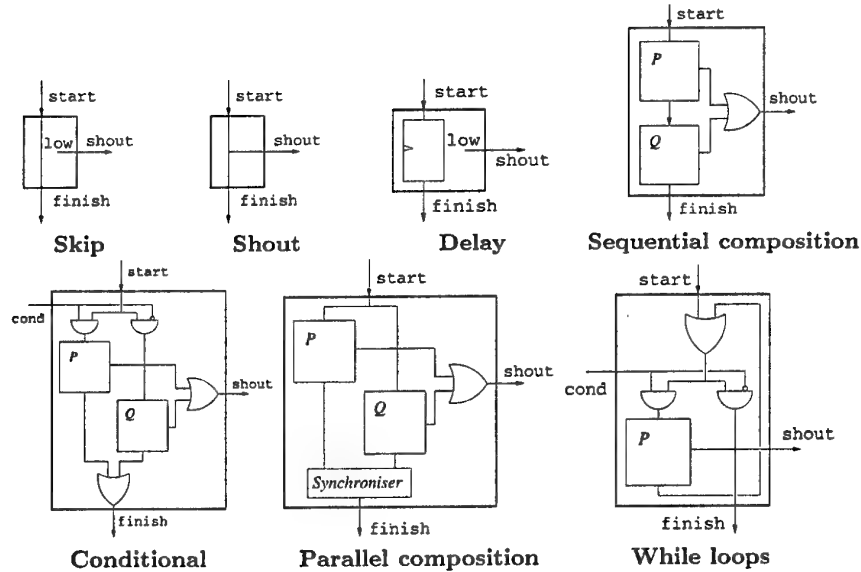 start
low
shout
finish
Skip
start
shout
finish
Shout
start
low
shout
finish
Delay
start
P
Q
shout
finish
Sequential composition
start
cond
P
Q
shout
finish
Conditional
start
P
Q
shout
Synchroniser
finish
Parallel composition
start
cond
P
shout
finish
While loops